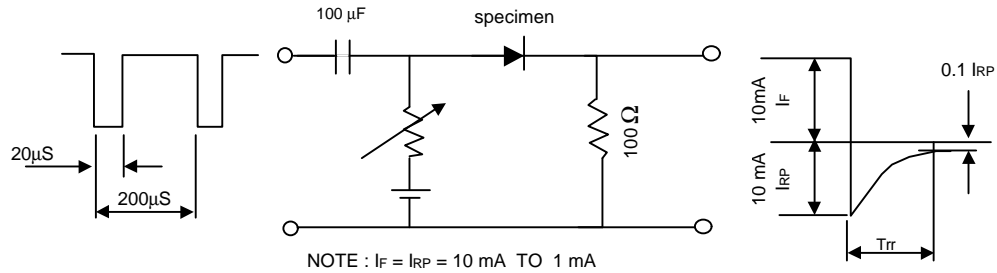 100 µF
specimen
20µS
200µS
100 Ω
10mA
IF
10 mA
IRP
0.1 IRP
Trr
NOTE : IF = IRP = 10 mA TO 1 mA